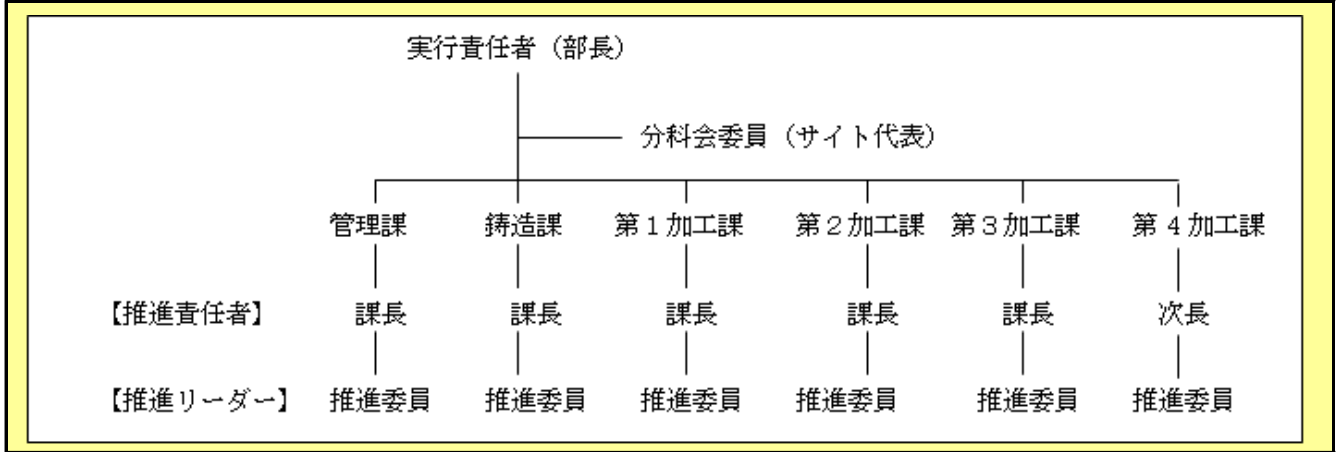 実行責任者（部長）
分科会委員（サイト代表）
管理課 鋳造課 第１加工課 第２加工課 第３加工課 第４加工課
【推進責任者】 課長 課長 課長 課長 課長 次長
【推進リーダー】 推進委員 推進委員 推進委員 推進委員 推進委員 推進委員